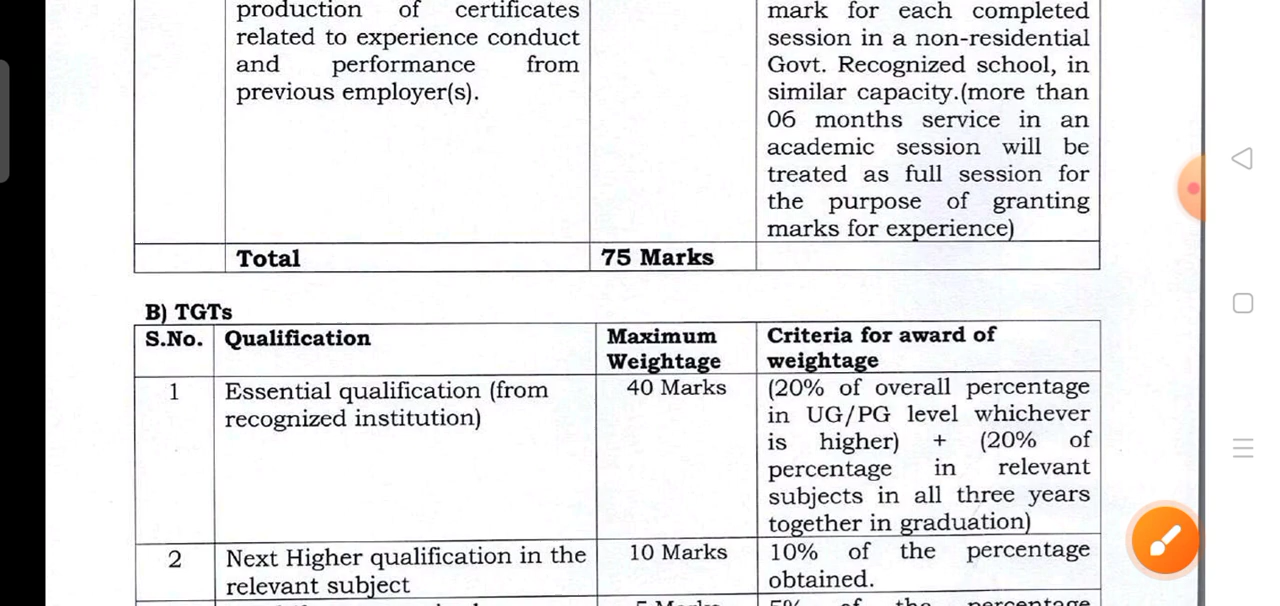 production of certificates
related to experience conduct
and performance from
previous employer(s).
mark for each completed
session in a non-residential
Govt. Recognized school, in
similar capacity.(more than
06 months service in an
academic session will be
treated as full session for
the purpose of granting
marks for experience)
Total 75 Marks
B) TGTs
S.No. Qualification Maximum Weightage Criteria for award of weightage
1 Essential qualification (from
recognized institution)
40 Marks
(20% of overall percentage
in UG/PG level whichever
is higher) + (20% of
percentage in relevant
subjects in all three years
together in graduation)
2 Next Higher qualification in the
relevant subject
10 Marks
10% of the percentage
obtained.
5% of the percentage